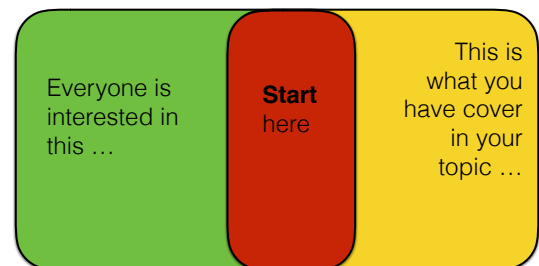 Everyone is
interested in
this …
Start
here
This is
what you
have cover
in your
topic …